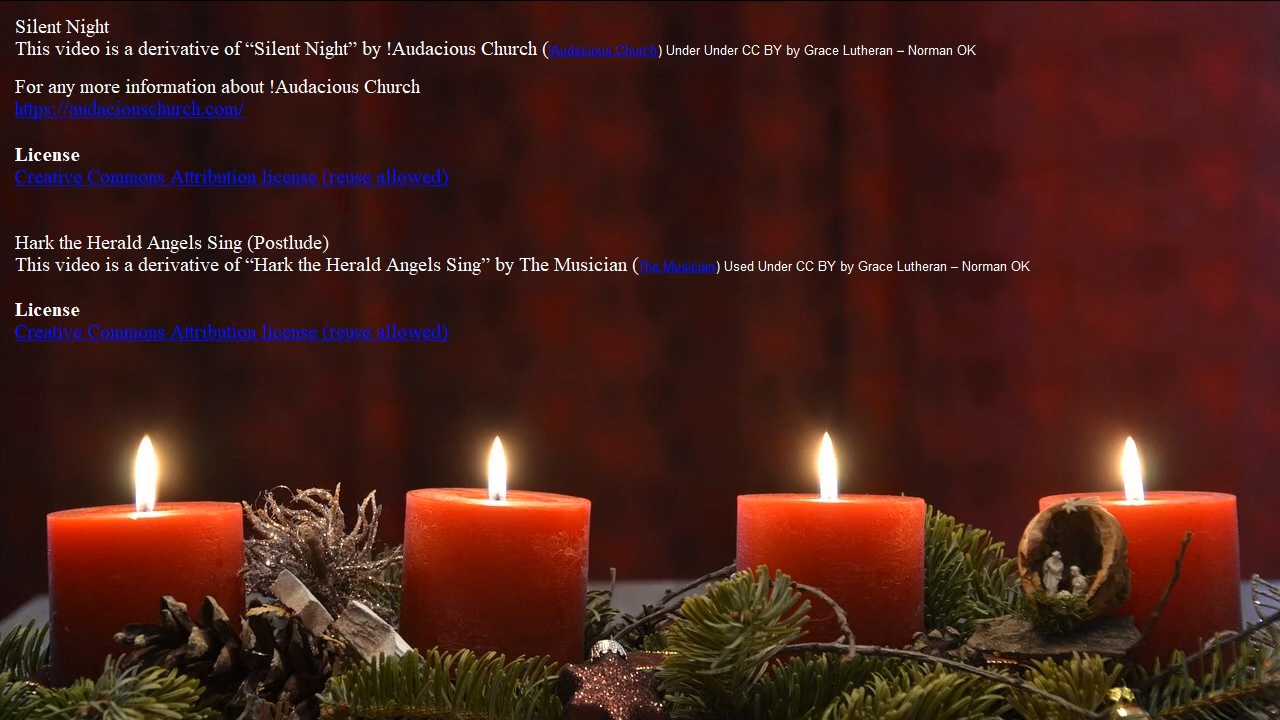 Silent Night
This video is a derivative of “Silent Night” by !Audacious Church (!Audacious Church) Under Under CC BY by Grace Lutheran – Norman OK
For any more information about !Audacious Church
https://audaciouschurch.com/
License
Creative Commons Attribution license (reuse allowed)
Hark the Herald Angels Sing (Postlude)
This video is a derivative of “Hark the Herald Angels Sing” by The Musician (The Musician) Used Under CC BY by Grace Lutheran – Norman OK
License
Creative Commons Attribution license (reuse allowed)